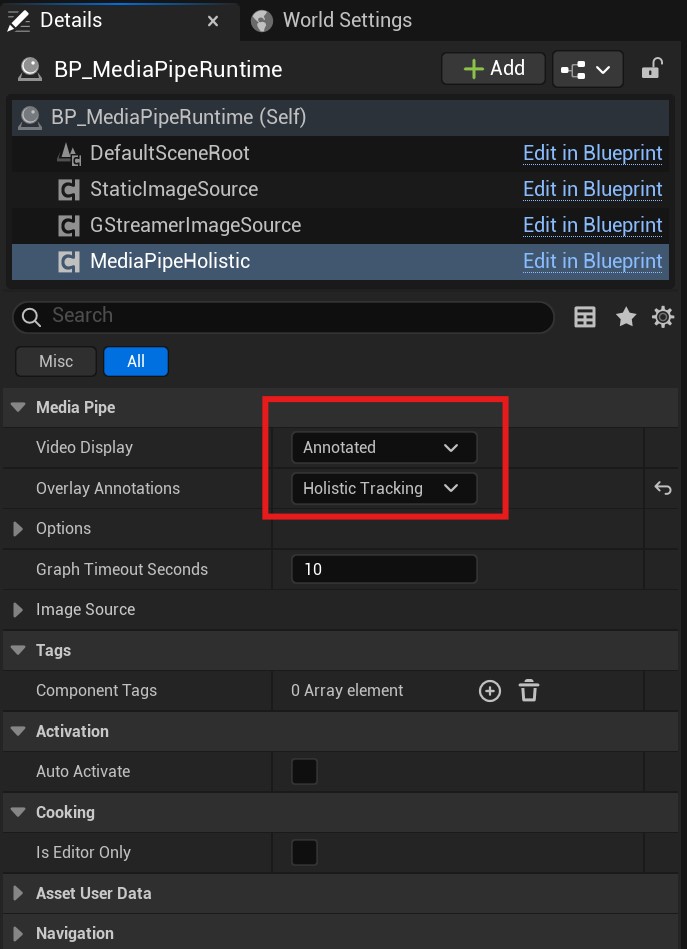 Details
World Settings
BP_MediaPipeRuntime
Add
BP_MediaPipeRuntime (Self)
DefaultSceneRoot Edit in Blueprint
StaticImageSource Edit in Blueprint
GStreamerImageSource Edit in Blueprint
MediaPipeHolistic Edit in Blueprint
Search
Misc All
Media Pipe
Video Display Annotated
Overlay Annotations Holistic Tracking
Options
Graph Timeout Seconds 10
Image Source
Tags
Component Tags 0 Array element
Activation
Auto Activate
Cooking
Is Editor Only
Asset User Data
Navigation